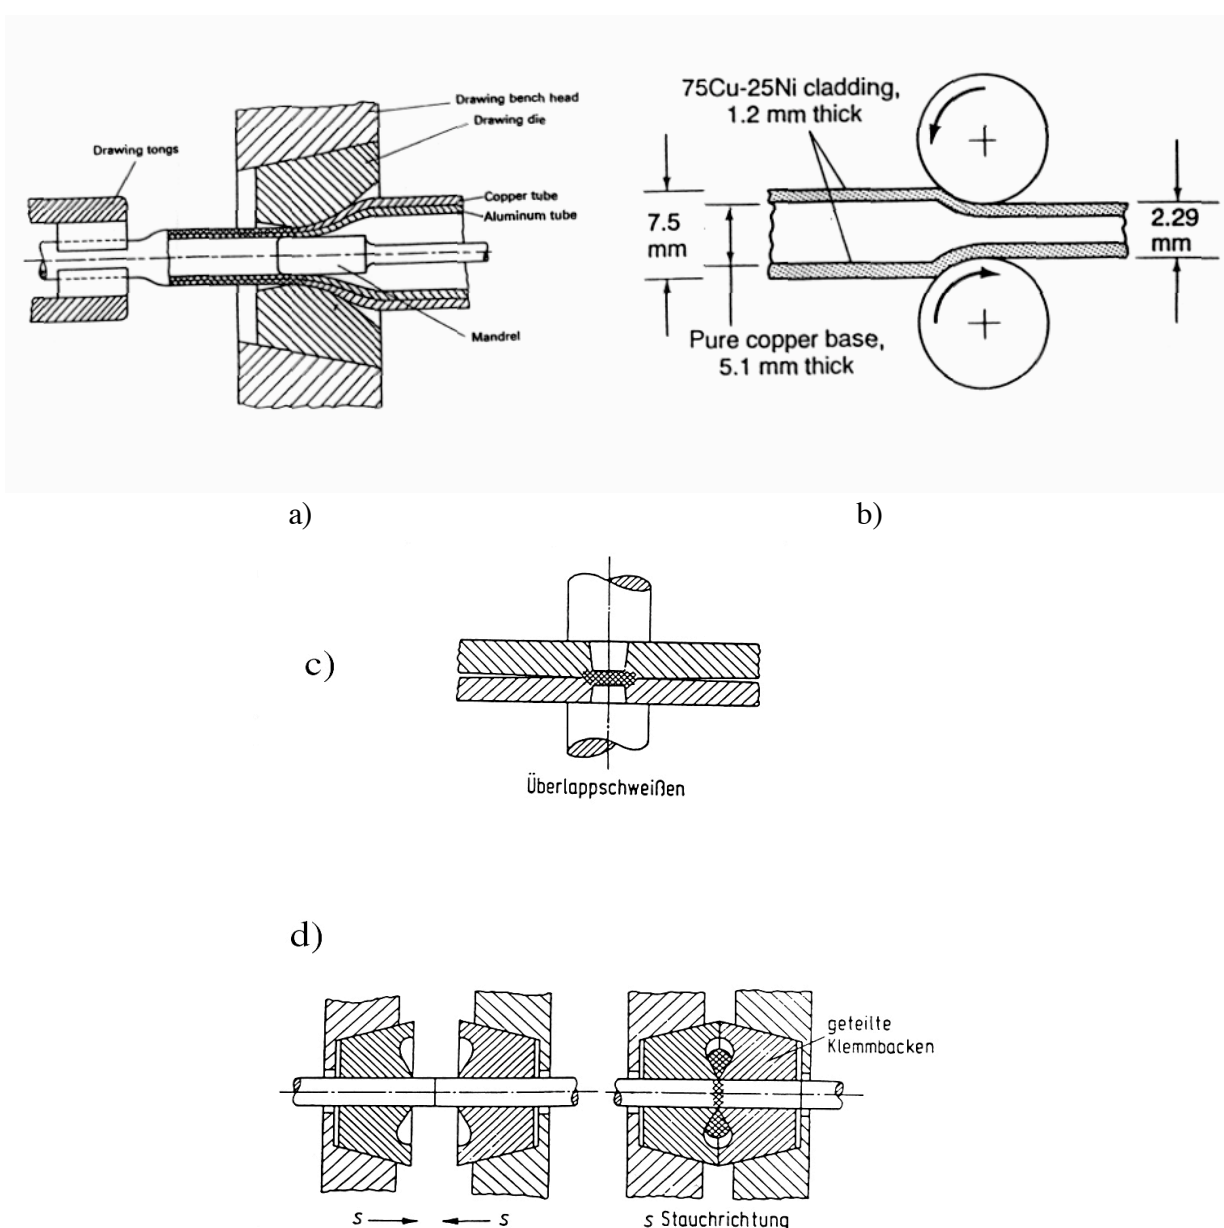 Drawing bench head
Drawing die
Drawing tongs
Copper tube
Aluminum tube
Mandrel
75Cu-25Ni cladding,
1.2 mm thick
7.5
mm
2.29
mm
Pure copper base,
5.1 mm thick
a)
b)
c)
Überlappschweißen
d)
geteilte
Klemmbacken
s
s
s Stauchrichtung